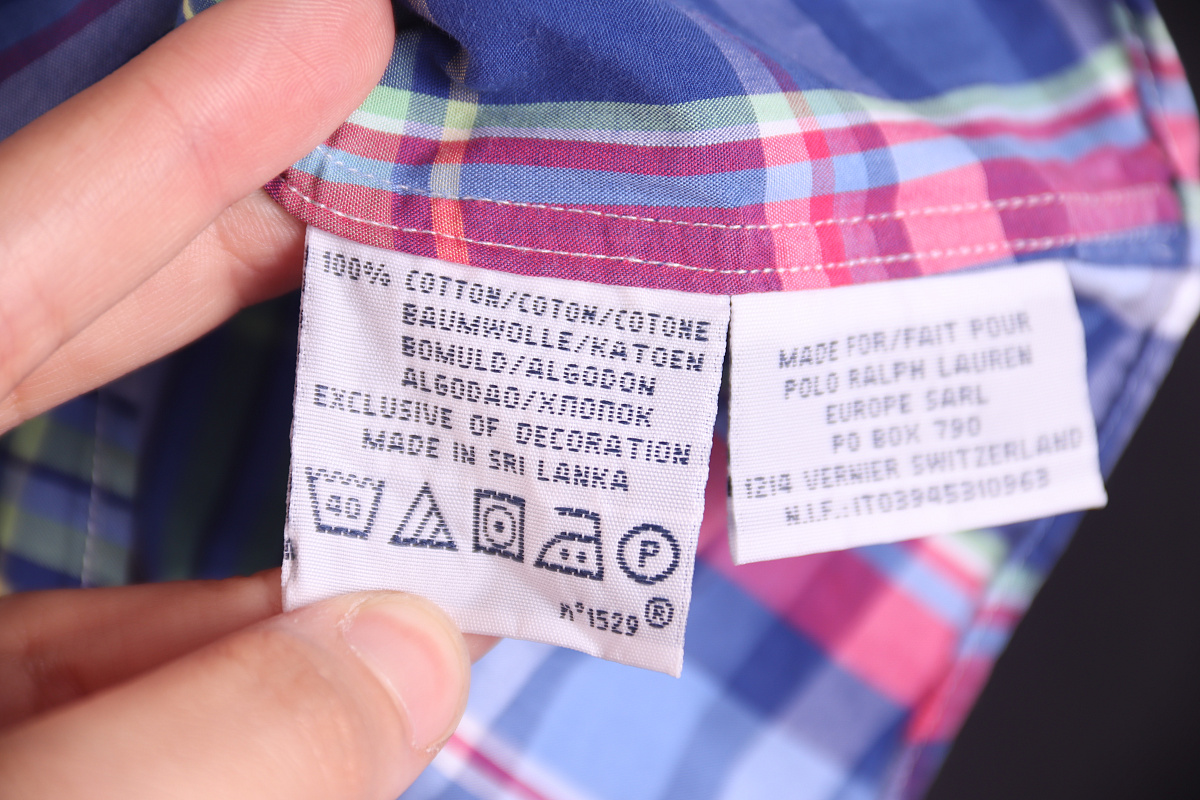 100% COTTON/COTON/COTONE
BAUMWOLLE/KATOEN
BOMULD/ALGODON
ALGODAO/ХЛОПОК
EXCLUSIVE OF DECORATION
MADE IN SRI LANKA
40
P
N°1529®
MADE FOR/FAIT POUR
POLO RALPH LAUREN
EUROPE SARL
PO BOX 790
1214 VERNIER SWITZERLAND
N.I.F.:IT03945310963